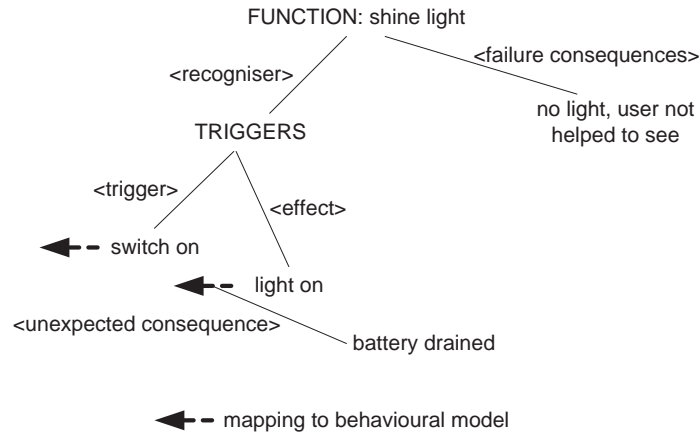 FUNCTION: shine light
<failure consequences>
<recogniser>
no light, user not
helped to see
TRIGGERS
<trigger>
<effect>
switch on
light on
<unexpected consequence>
battery drained
mapping to behavioural model